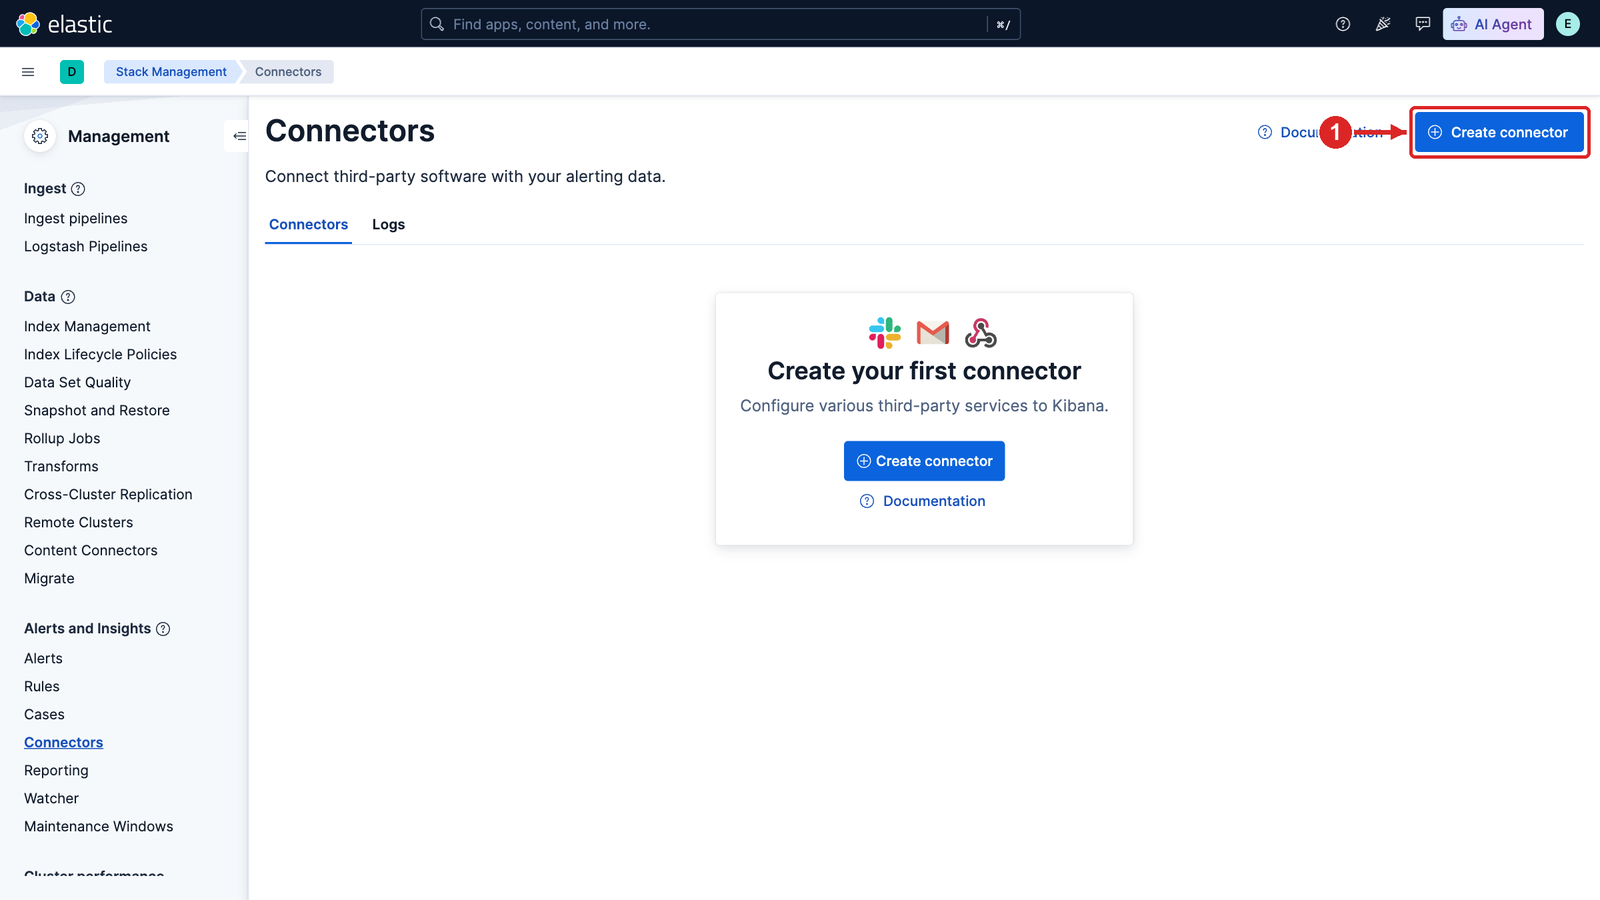 elastic
Find apps, content, and more.
⌘/
AI Agent
E
D
Stack Management
Connectors
Management
Ingest
Ingest pipelines
Logstash Pipelines
Data
Index Management
Index Lifecycle Policies
Data Set Quality
Snapshot and Restore
Rollup Jobs
Transforms
Cross-Cluster Replication
Remote Clusters
Content Connectors
Migrate
Alerts and Insights
Alerts
Rules
Cases
Connectors
Reporting
Watcher
Maintenance Windows
Cluster performance
Connectors
1
Create connector
Connect third-party software with your alerting data.
Connectors
Logs
Create your first connector
Configure various third-party services to Kibana.
Create connector
Documentation